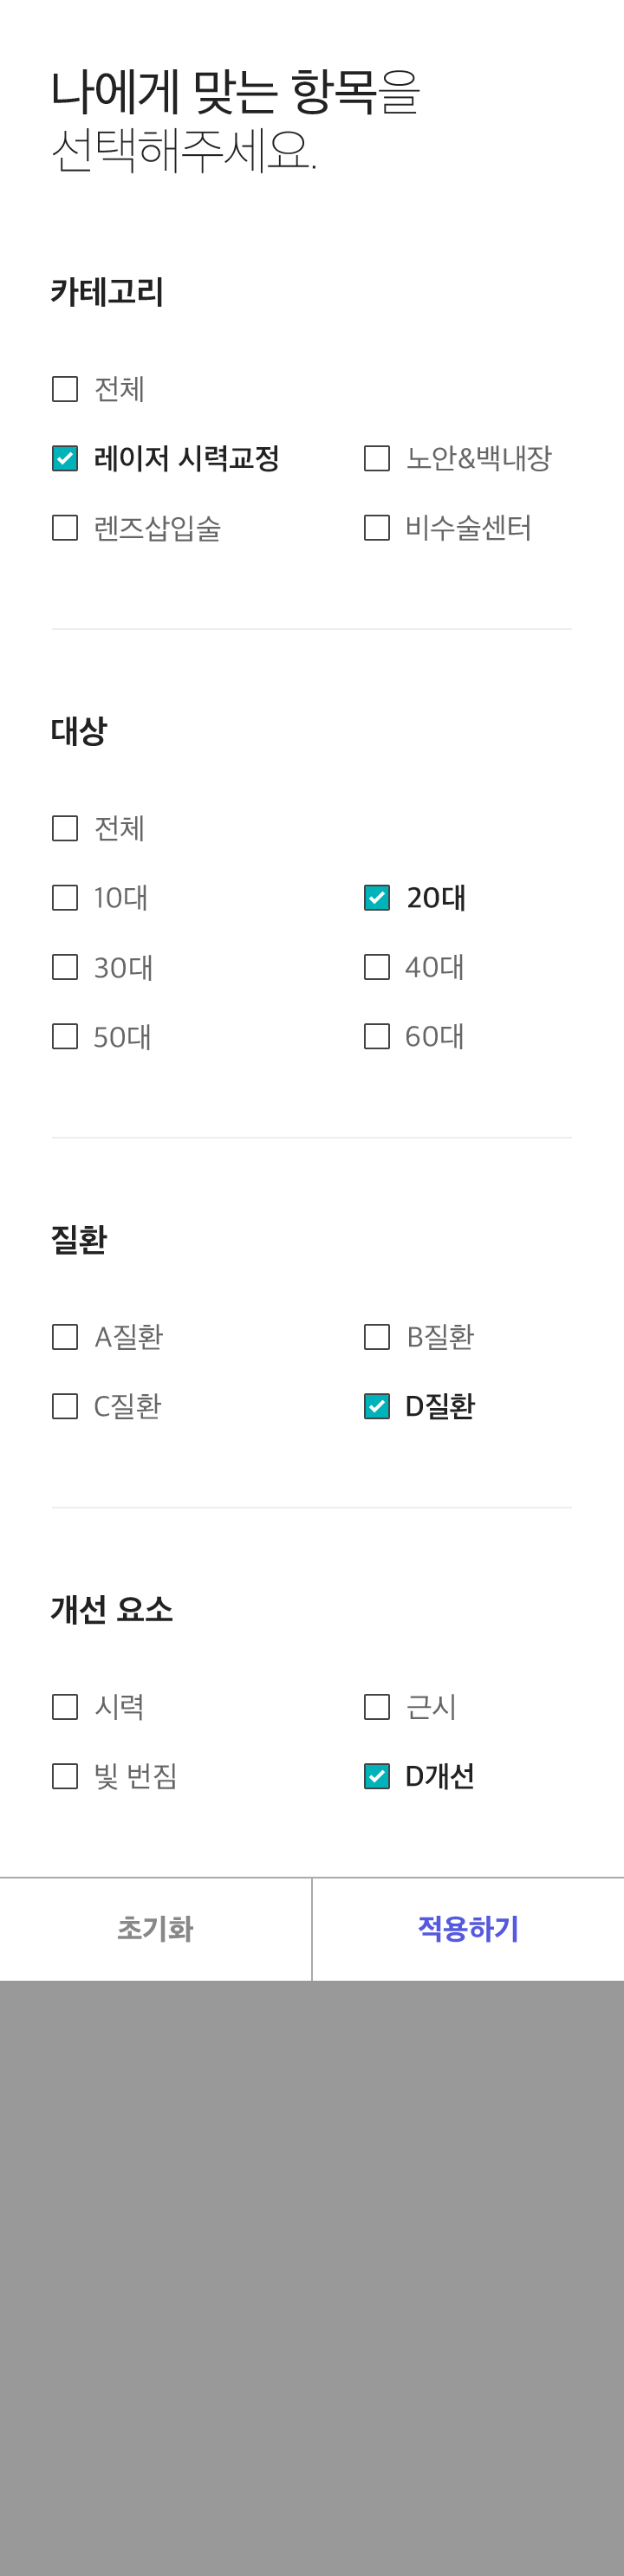 나에게 맞는 항목을
선택해주세요.
카테고리
전체
레이저 시력교정 노안&백내장
렌즈삽입술 비수술센터
대상
전체
10대 20대
30대 40대
50대 60대
질환
A질환 B질환
C질환 D질환
개선 요소
시력 근시
빛 번짐 D개선
초기화 적용하기